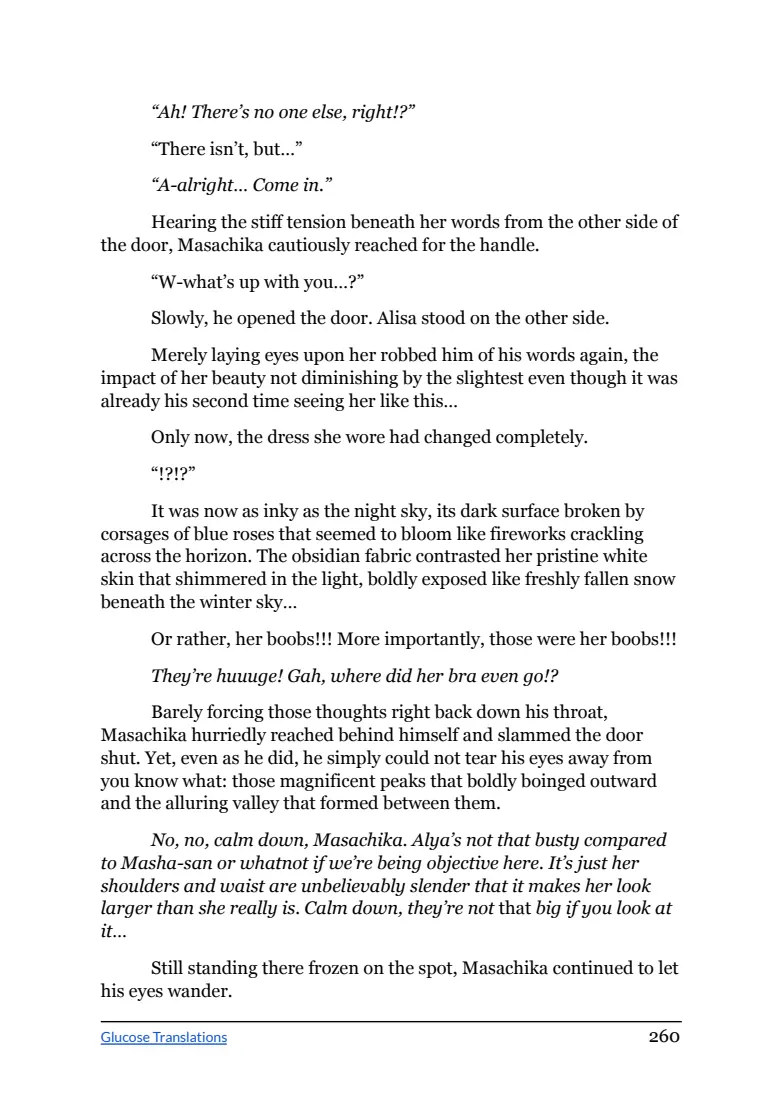 “Ah! There’s no one else, right!?”
“There isn’t, but…”
“A-alright… Come in.”
Hearing the stiff tension beneath her words from the other side of
the door, Masachika cautiously reached for the handle.
“W-what’s up with you…?”
Slowly, he opened the door. Alisa stood on the other side.
Merely laying eyes upon her robbed him of his words again, the
impact of her beauty not diminishing by the slightest even though it was
already his second time seeing her like this…
Only now, the dress she wore had changed completely.
“!?!?”
It was now as inky as the night sky, its dark surface broken by
corsages of blue roses that seemed to bloom like fireworks crackling
across the horizon. The obsidian fabric contrasted her pristine white
skin that shimmered in the light, boldly exposed like freshly fallen snow
beneath the winter sky…
Or rather, her boobs!!! More importantly, those were her boobs!!!
They’re huuuge! Gah, where did her bra even go!?
Barely forcing those thoughts right back down his throat,
Masachika hurriedly reached behind himself and slammed the door
shut. Yet, even as he did, he simply could not tear his eyes away from
you know what: those magnificent peaks that boldly boinged outward
and the alluring valley that formed between them.
No, no, calm down, Masachika. Alya’s not that busty compared
to Masha-san or whatnot if we’re being objective here. It’s just her
shoulders and waist are unbelievably slender that it makes her look
larger than she really is. Calm down, they’re not that big if you look at
it…
Still standing there frozen on the spot, Masachika continued to let
his eyes wander.
Glucose Translations
260